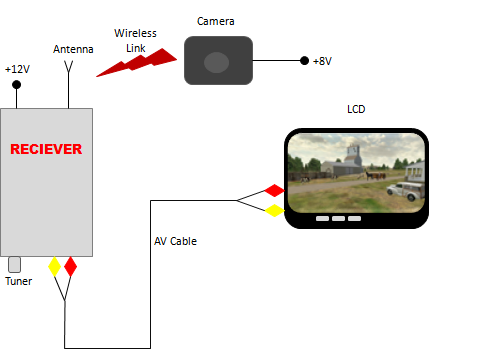 Camera
Wireless
Link
Antenna
+12V
+8V
LCD
RECIEVER
AV Cable
Tuner